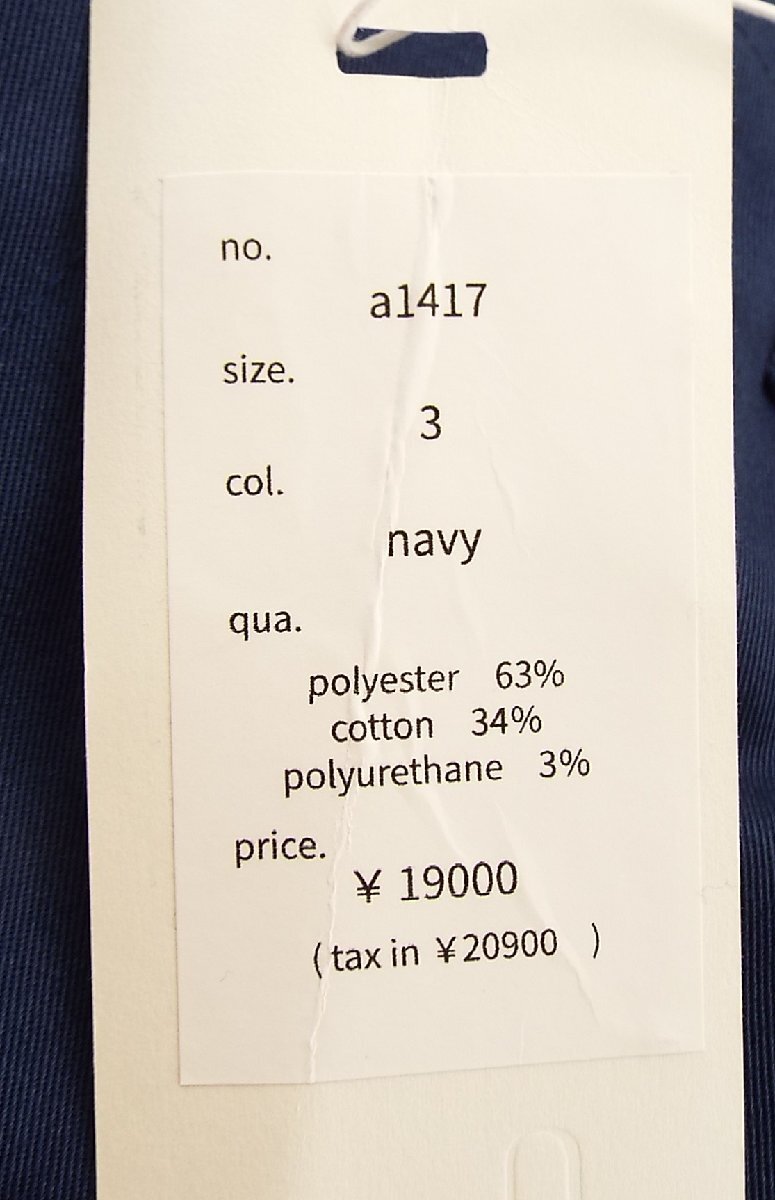 no.
a1417
size.
3
col.
navy
qua.
polyester 63%
cotton 34%
polyurethane 3%
price.
¥ 19000
( tax in ¥20900 )